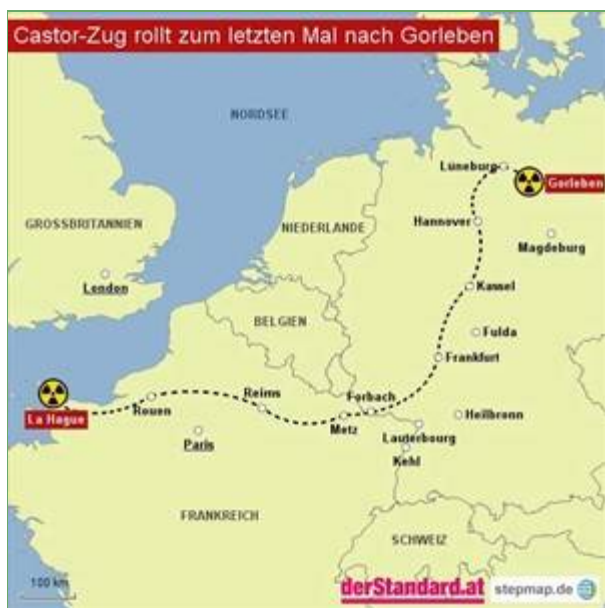 Castor-Zug rollt zum letzten Mal nach Gorleben
NORDSEE
Lüneburg
Gorleben
GROSSBRITANNIEN
NIEDERLANDE
Hannover
Magdeburg
London
Kassel
BELGIEN
Fulda
Frankfurt
La Hague
Rouen
Reims
Forbach
Metz
Heilbronn
Paris
Lauterbourg
Kehl
FRANKREICH
SCHWEIZ
100 km
derStandard.at
stepmap.de